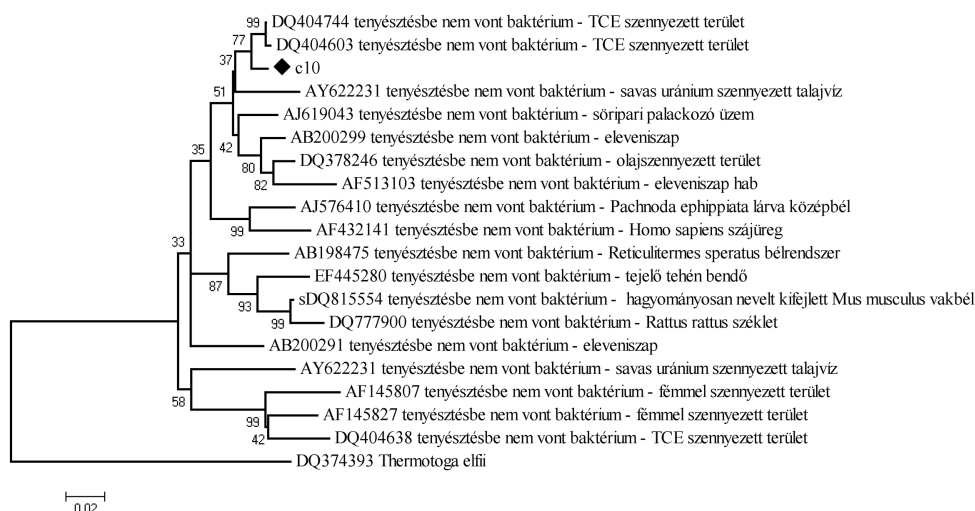 99 DQ404744 tenyésztésbe nem vont baktérium - TCE szennyezett terület
77 DQ404603 tenyésztésbe nem vont baktérium - TCE szennyezett terület
37 c10
51 AY622231 tenyésztésbe nem vont baktérium - savas uránium szennyezett talajvíz
AJ619043 tenyésztésbe nem vont baktérium - söripari palackozó üzem
42 AB200299 tenyésztésbe nem vont baktérium - eleveniszap
35 80 DQ378246 tenyésztésbe nem vont baktérium - olajszennyezett terület
82 AF513103 tenyésztésbe nem vont baktérium - eleveniszap hab
AJ576410 tenyésztésbe nem vont baktérium - Pachnoda ephippiata lárva középbél
99 AF432141 tenyésztésbe nem vont baktérium - Homo sapiens szájüreg
33 AB198475 tenyésztésbe nem vont baktérium - Reticulitermes speratus bélrendszer
87 EF445280 tenyésztésbe nem vont baktérium - tejelő tehén bendő
93 sDQ815554 tenyésztésbe nem vont baktérium - hagyományosan nevelt kifejlett Mus musculus vakbél
99 DQ777900 tenyésztésbe nem vont baktérium - Rattus rattus széklet
AB200291 tenyésztésbe nem vont baktérium - eleveniszap
AY622231 tenyésztésbe nem vont baktérium - savas uránium szennyezett talajvíz
58 AF145807 tenyésztésbe nem vont baktérium - fémmel szennyezett terület
99 AF145827 tenyésztésbe nem vont baktérium - fémmel szennyezett terület
42 DQ404638 tenyésztésbe nem vont baktérium - TCE szennyezett terület
DQ374393 Thermotoga elfii
0.02